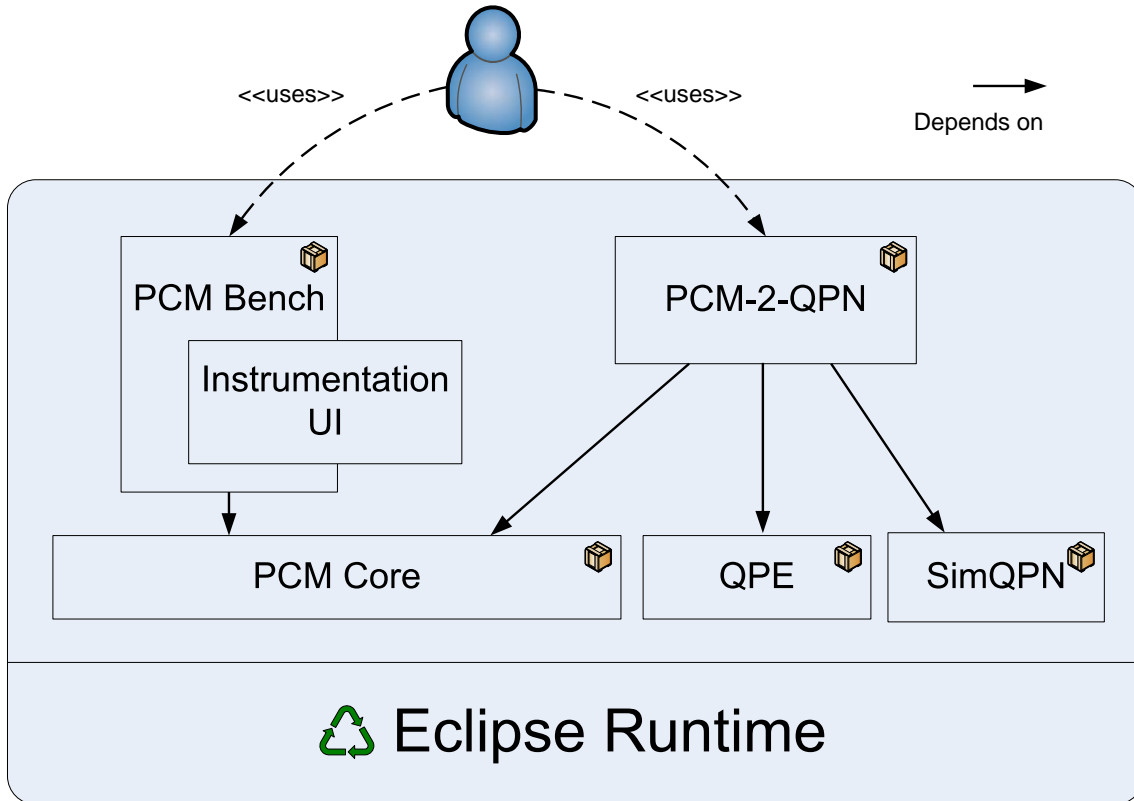 <<uses>>
<<uses>>
Depends on
PCM Bench
PCM-2-QPN
Instrumentation
UI
PCM Core
QPE
SimQPN
Eclipse Runtime